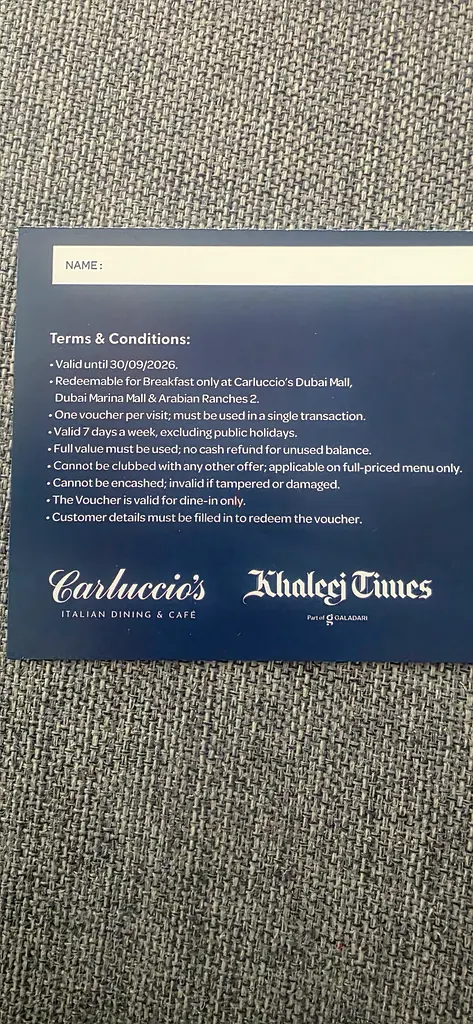 NAME:
Terms & Conditions:
• Valid until 30/09/2026.
• Redeemable for Breakfast only at Carluccio's Dubai Mall,
Dubai Marina Mall & Arabian Ranches 2.
• One voucher per visit; must be used in a single transaction.
• Valid 7 days a week, excluding public holidays.
• Full value must be used; no cash refund for unused balance.
• Cannot be clubbed with any other offer; applicable on full-priced menu only.
• Cannot be encashed; invalid if tampered or damaged.
• The Voucher is valid for dine-in only.
• Customer details must be filled in to redeem the voucher.
Carluccio's Khaleej Times
ITALIAN DINING & CAFÉ Part of GALADARI